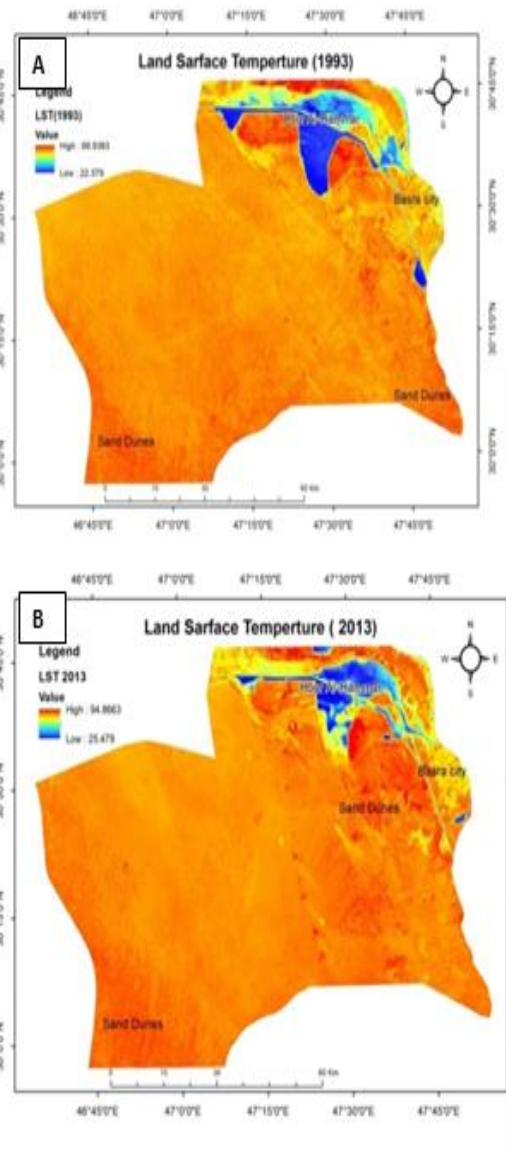 46°45'0"E 47°0'0"E 47°15'0"E 47°30'0"E 47°45'0"E
A
Land Sarface Temperture (1993)
N
W E
S
Legend
LST(1993)
Value
Low : 22.379
Basra city
Sand Dunes
Sand Dunes
60 Km
46°45'0"E 47°0'0"E 47°15'0"E 47°30'0"E 47°45'0"E
46°45'0"E 47°0'0"E 47°15'0"E 47°30'0"E 47°45'0"E
B
Land Sarface Temperture ( 2013)
N
W E
S
Legend
LST 2013
Value
High : 94.8663
Low : 25.479
Basra city
Sand Dunes
Sand Dunes
60 Km
46°45'0"E 47°0'0"E 47°15'0"E 47°30'0"E 47°45'0"E